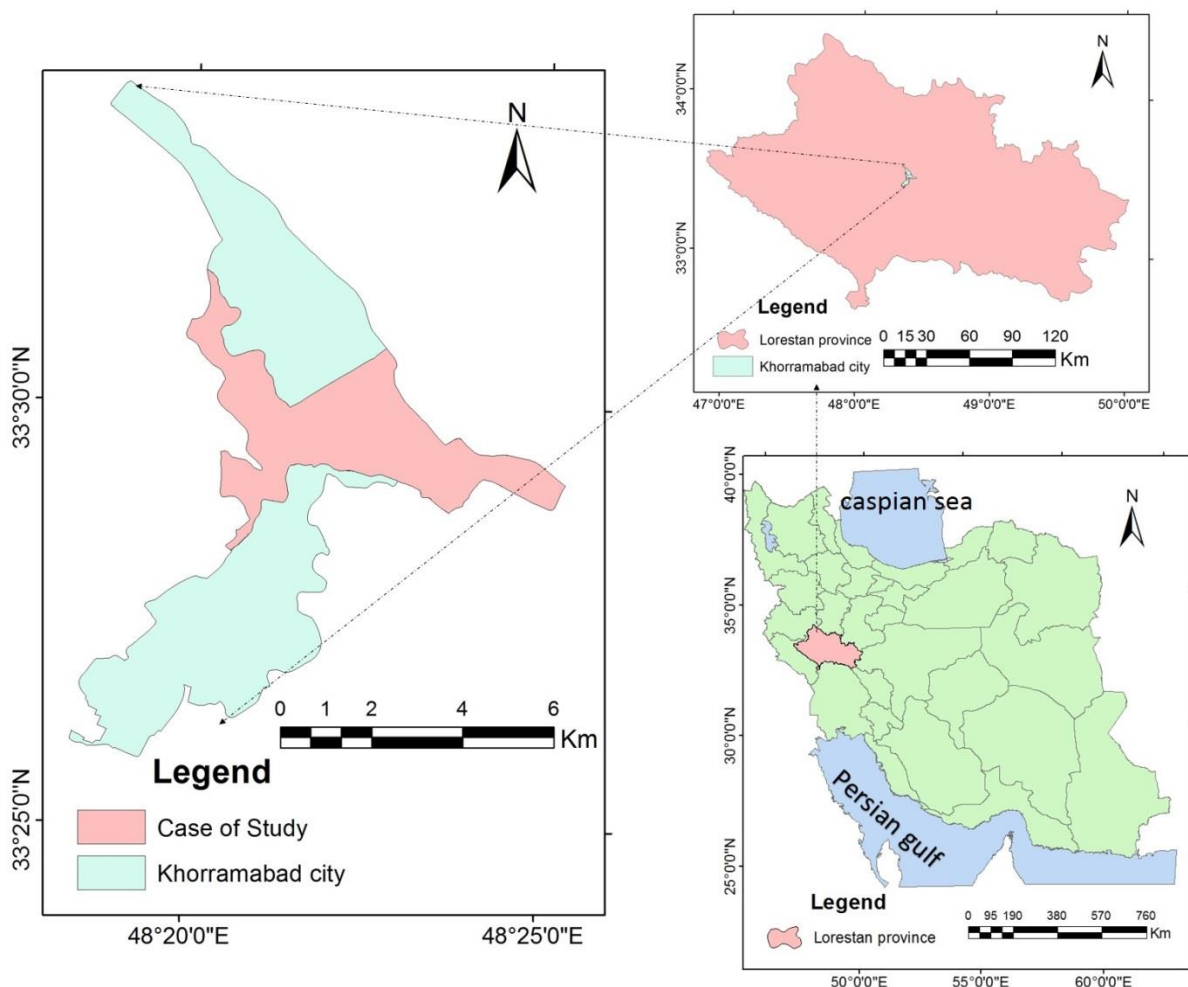 N
33°30'0"N
33°25'0"N
0 1 2 4 6
Km
Legend
Case of Study
Khorramabad city
48°20'0"E 48°25'0"E
N
34°0'0"N
33°0'0"N
Legend
Lorestan province
Khorramabad city
0 15 30 60 90 120
Km
47°0'0"E 48°0'0"E 49°0'0"E 50°0'0"E
N
40°0'0"N
35°0'0"N
30°0'0"N
25°0'0"N
caspian sea
Persian gulf
Legend
Lorestan province
0 95 190 380 570 760
Km
50°0'0"E 55°0'0"E 60°0'0"E